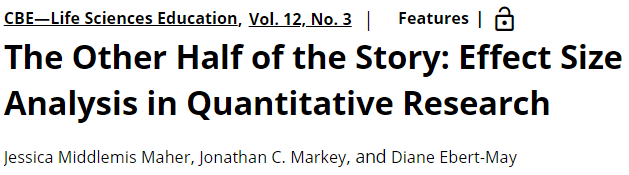 CBE—Life Sciences Education, Vol. 12, No. 3 | Features |
The Other Half of the Story: Effect Size
Analysis in Quantitative Research
Jessica Middlemis Maher, Jonathan C. Markey, and Diane Ebert-May